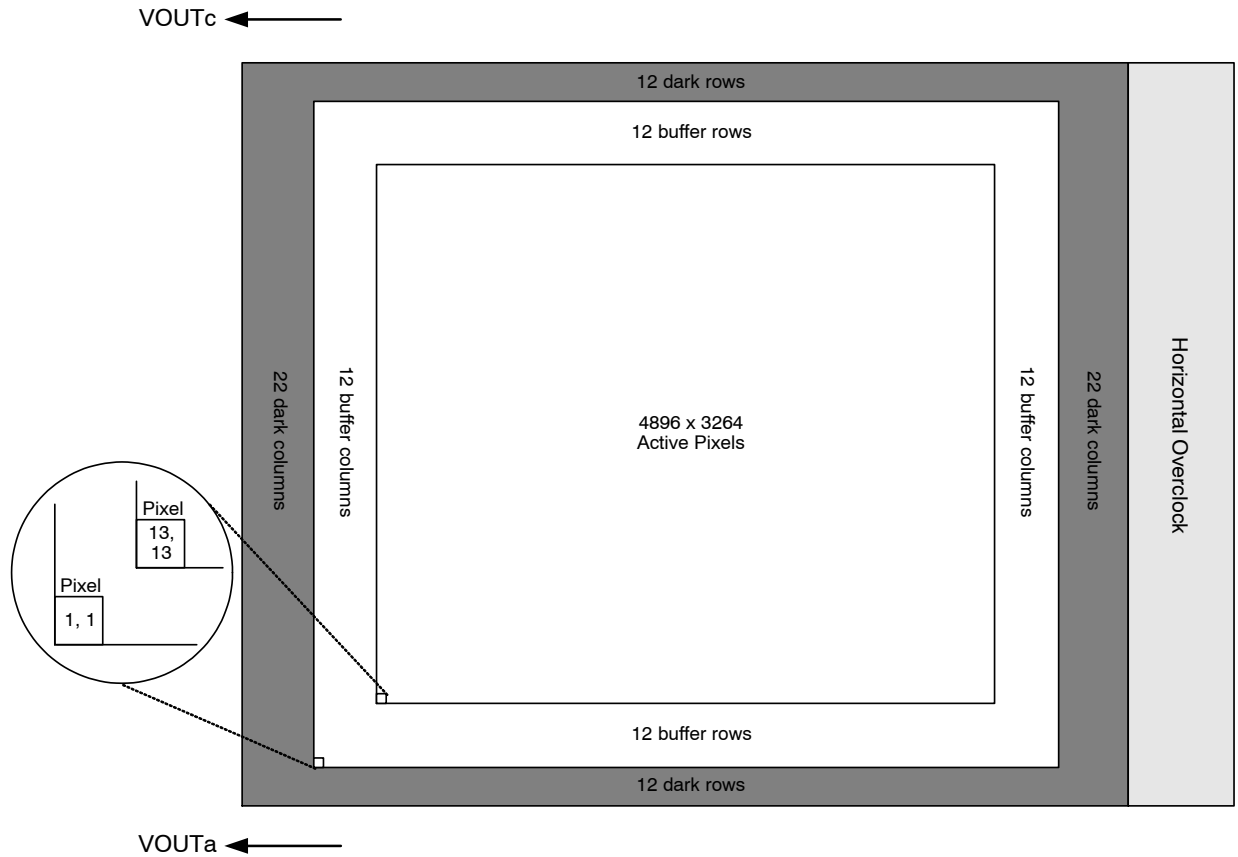 VOUTc
12 dark rows
12 buffer rows
22 dark columns
12 buffer columns
4896 x 3264
Active Pixels
12 buffer columns
22 dark columns
Horizontal Overclock
Pixel
13,
13
Pixel
1, 1
12 buffer rows
12 dark rows
VOUTa